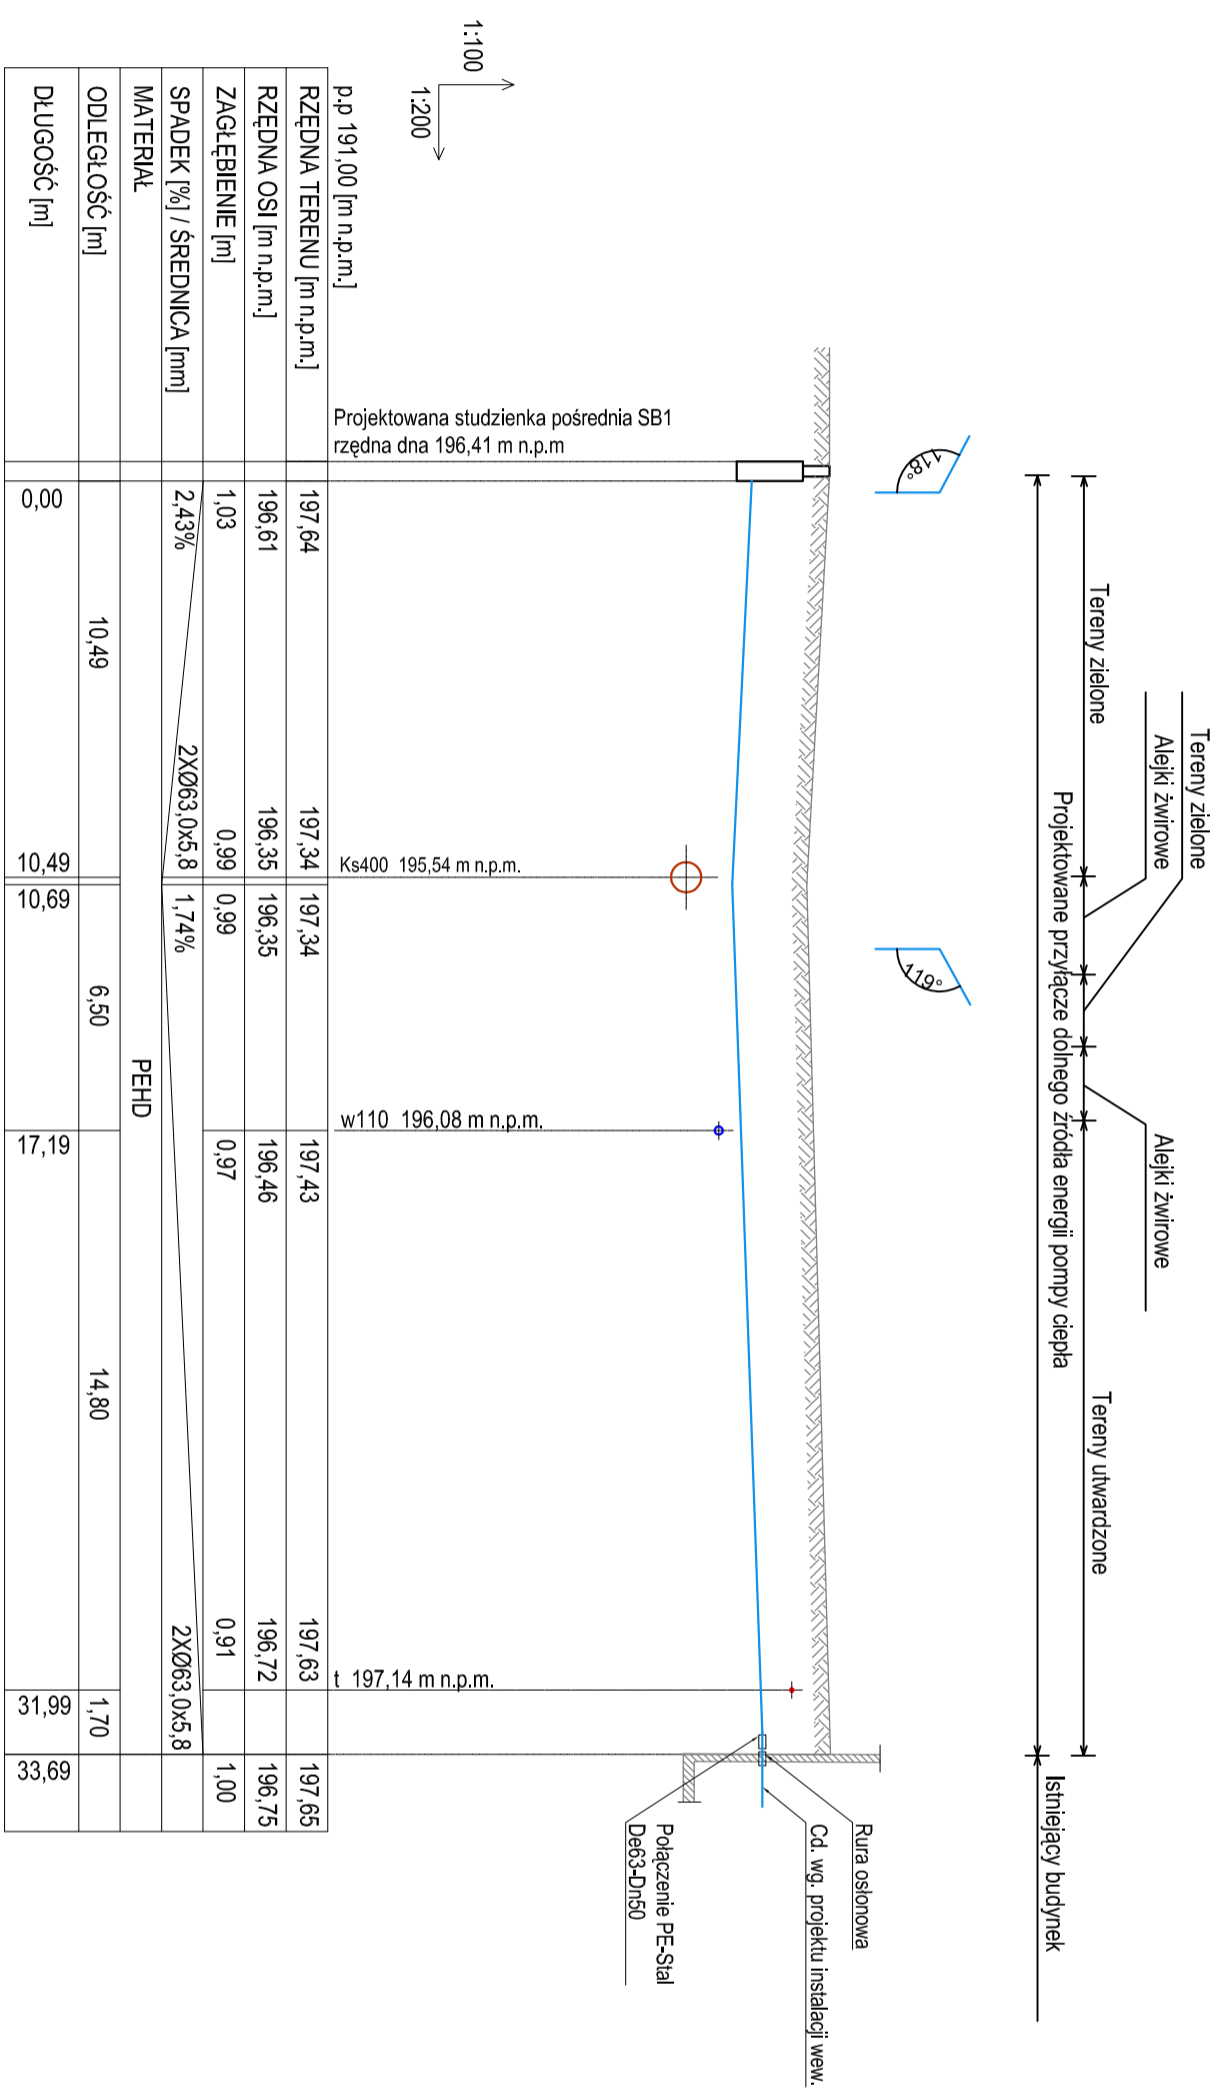 Tereny zielone
Alejki żwirowe
Tereny zielone
Alejki żwirowe
Tereny utwardzone
Projektowane przyłącze dolnego źródła energii pompy ciepła
Istniejący budynek
118°
119°
Rura osłonowa
Cd. wg. projektu instalacji wew.
Połączenie PE-Stal
De63-Dn50
1:100
1:200
Projektowana studzienka pośrednia SB1
rzędna dna 196,41 m n.p.m
Ks400 195,54 m n.p.m.
w110 196,08 m n.p.m.
t 197,14 m n.p.m.
p.p 191,00 [m n.p.m.]
RZĘDNA TERENU [m n.p.m.] 197,64 197,34 197,34 197,43 197,63 197,65
RZĘDNA OSI [m n.p.m.] 196,61 196,35 196,35 196,46 196,72 196,75
ZAGŁĘBIENIE [m] 1,03 0,99 0,99 0,97 0,91 1,00
SPADEK [%] / ŚREDNICA [mm] 2,43% 2XØ63,0x5,8 1,74% 2XØ63,0x5,8
MATERIAŁ PEHD
ODLEGŁOŚĆ [m] 10,49 6,50 14,80 1,70
DŁUGOŚĆ [m] 0,00 10,49 10,69 17,19 31,99 33,69